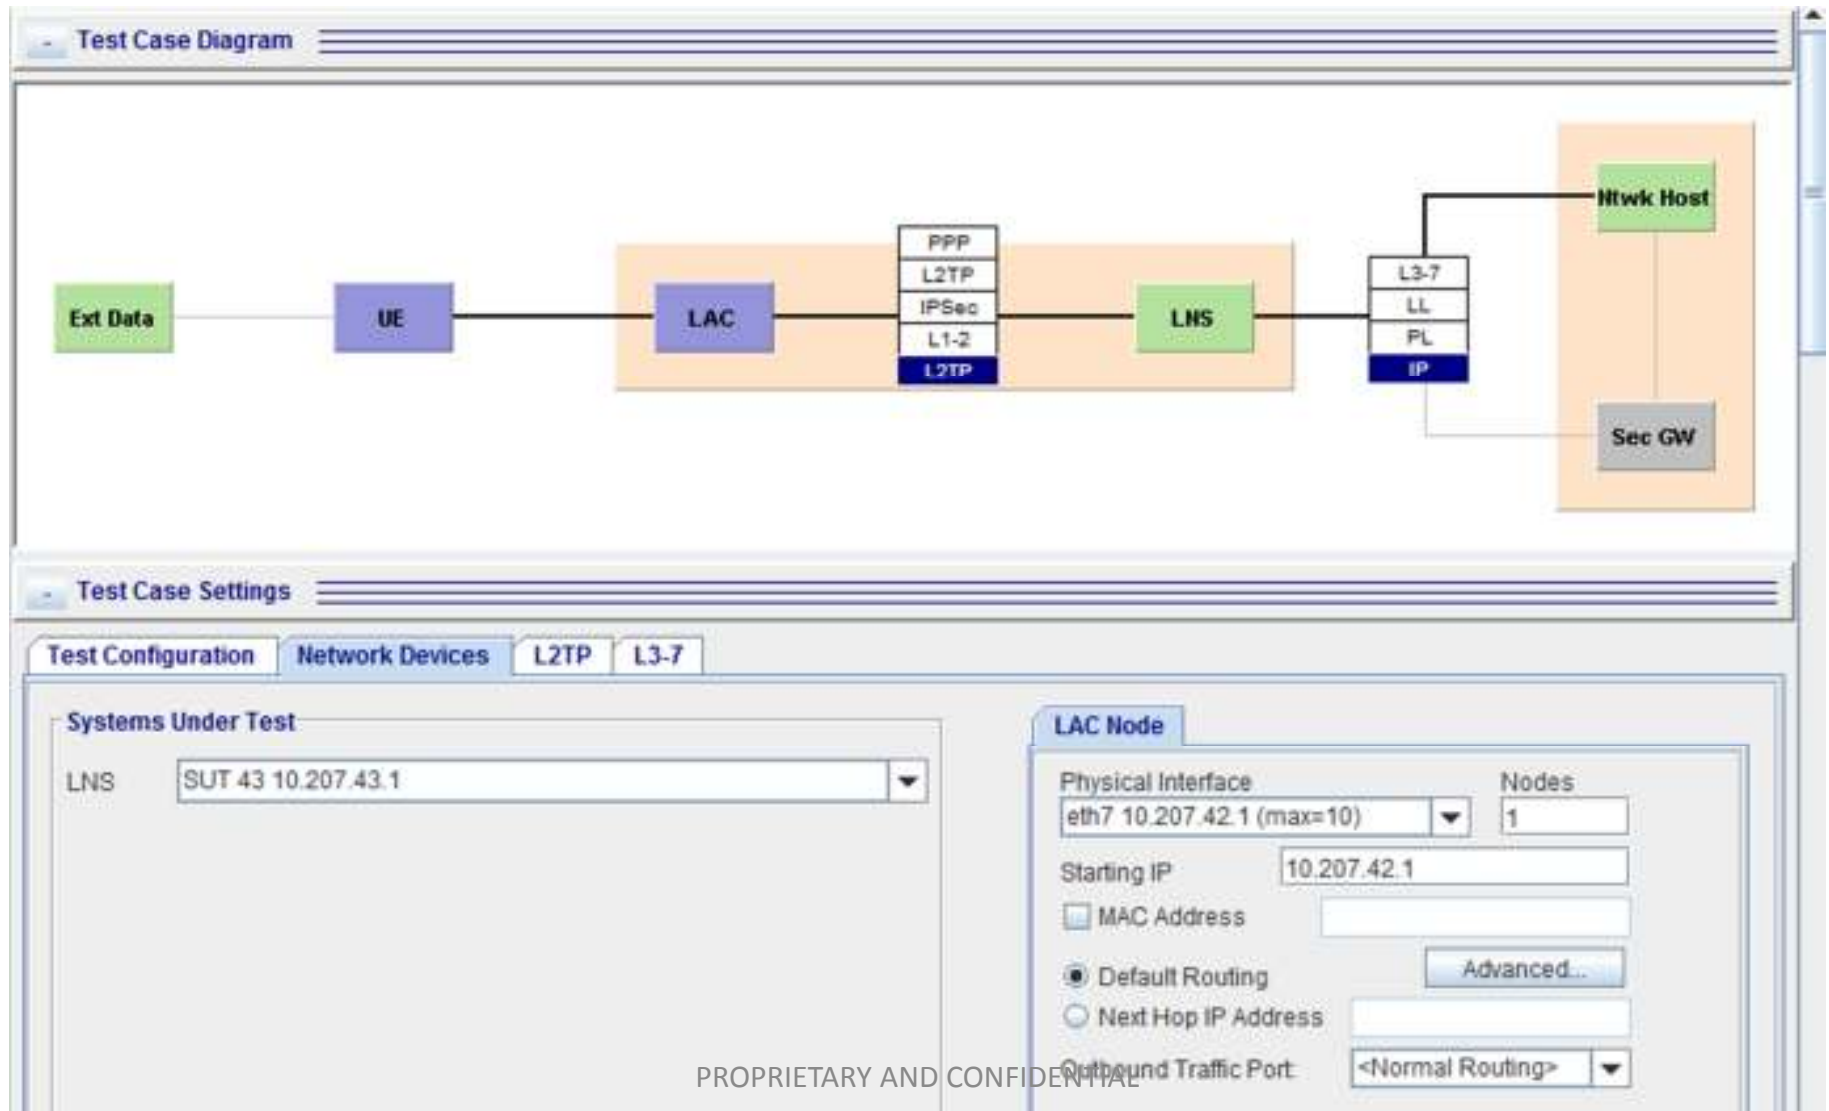 - Test Case Diagram
Ext Data
UE
LAC
PPP
L2TP
IPSec
L1-2
L2TP
LNS
L3-7
LL
PL
IP
Ntwk Host
Sec GW
- Test Case Settings
Test Configuration Network Devices L2TP L3-7
Systems Under Test
LNS SUT 43 10.207.43.1
LAC Node
Physical Interface Nodes
eth7 10.207.42.1 (max=10) 1
Starting IP 10.207.42.1
MAC Address
Default Routing Advanced...
Next Hop IP Address
Outbound Traffic Port: <Normal Routing>
PROPRIETARY AND CONFIDENTIAL